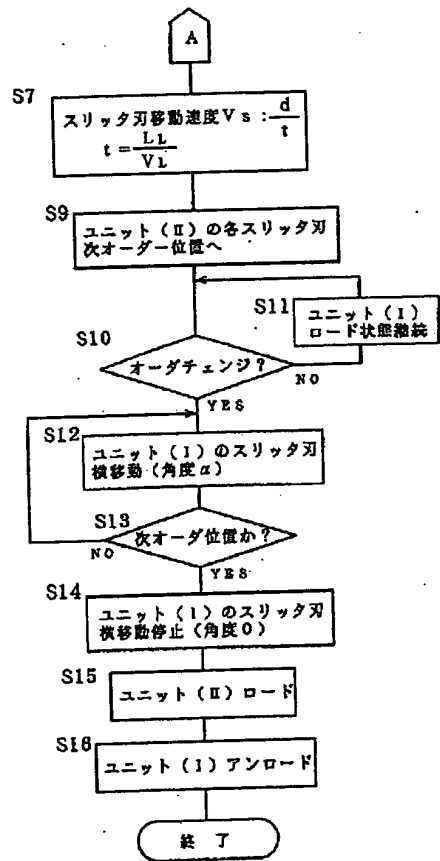 A
S7
スリッタ刃移動速度Vs:d/t
t=LL/VL
S9
ユニット(II)の各スリッタ刃
次オーダー位置へ
S11
ユニット(I)
ロード状態継続
S10
オーダチェンジ?
NO
YES
S12
ユニット(I)のスリッタ刃
横移動(角度α)
S13
次オーダ位置か?
NO
YES
S14
ユニット(I)のスリッタ刃
横移動停止(角度0)
S15
ユニット(II)ロード
S16
ユニット(I)アンロード
終了